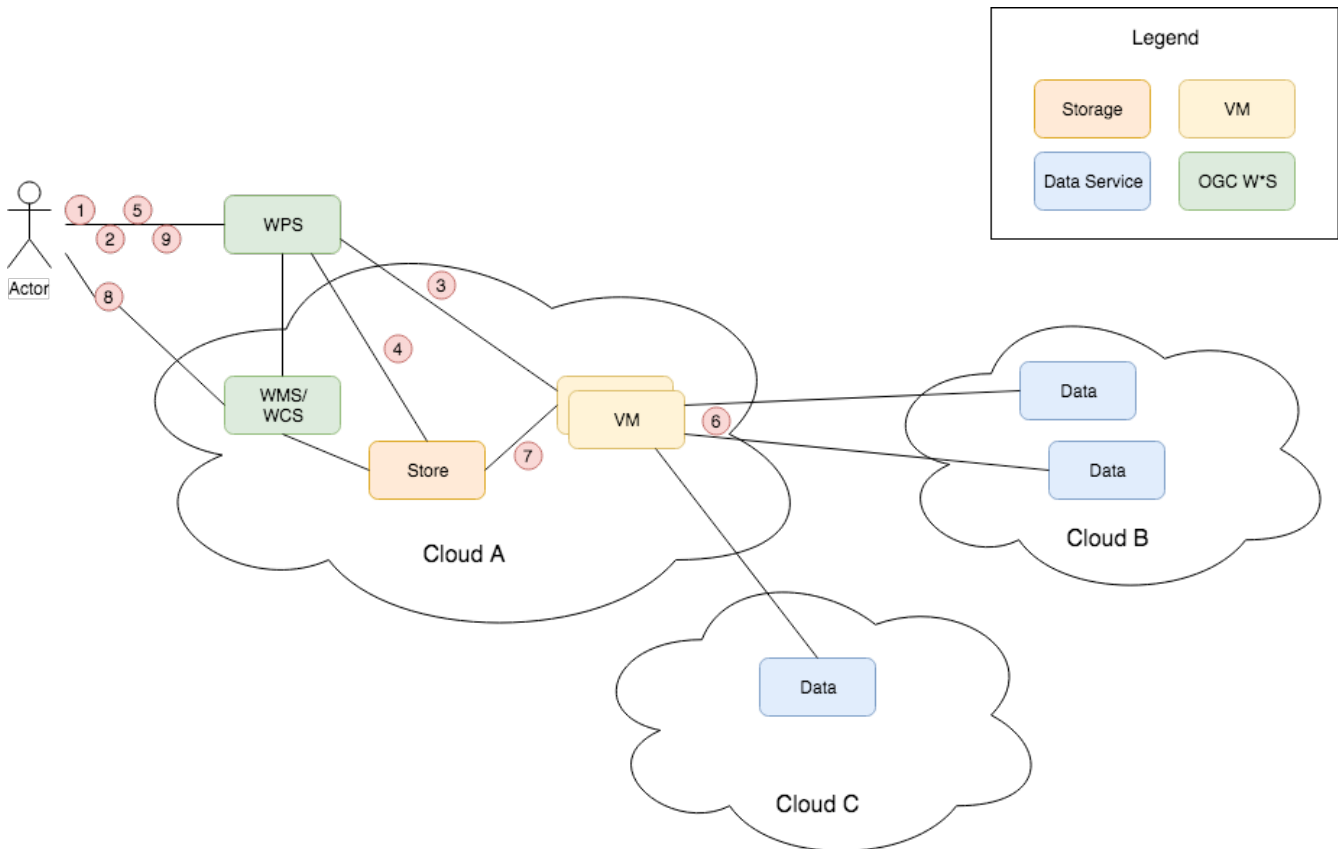 Legend
Storage
VM
Data Service
OGC W*S
1
5
2
9
WPS
Actor
8
3
4
WMS/
WCS
VM
6
Data
Store
7
Data
Cloud A
Cloud B
Data
Cloud C